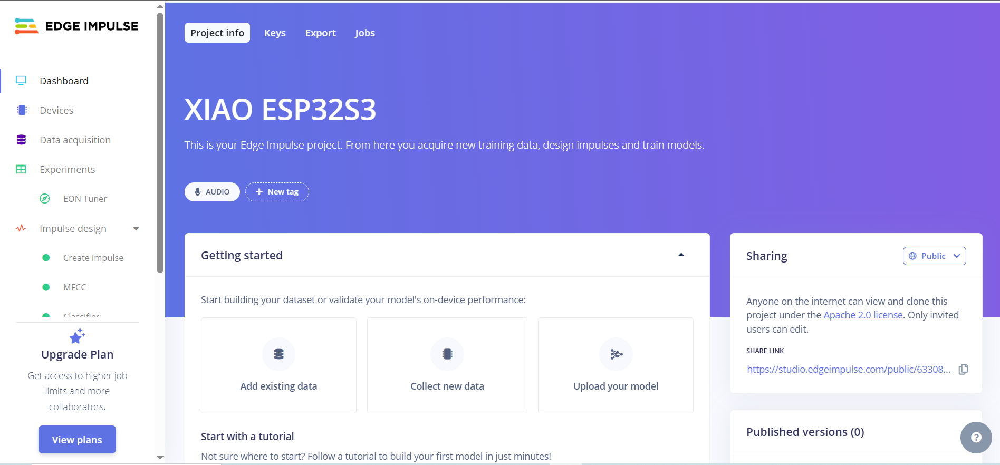 EDGE IMPULSE
Dashboard
Devices
Data acquisition
Experiments
EON Tuner
Impulse design
Create impulse
MFCC
Classifier
Upgrade Plan
Get access to higher job
limits and more
collaborators.
View plans
Project info
Keys
Export
Jobs
XIAO ESP32S3
This is your Edge Impulse project. From here you acquire new training data, design impulses and train models.
AUDIO
New tag
Getting started
Start building your dataset or validate your model's on-device performance:
Add existing data
Collect new data
Upload your model
Start with a tutorial
Not sure where to start? Follow a tutorial to build your first model in just minutes!
Sharing
Public
Anyone on the internet can view and clone this
project under the Apache 2.0 license. Only invited
users can edit.
SHARE LINK
https://studio.edgeimpulse.com/public/63308...
Published versions (0)
?